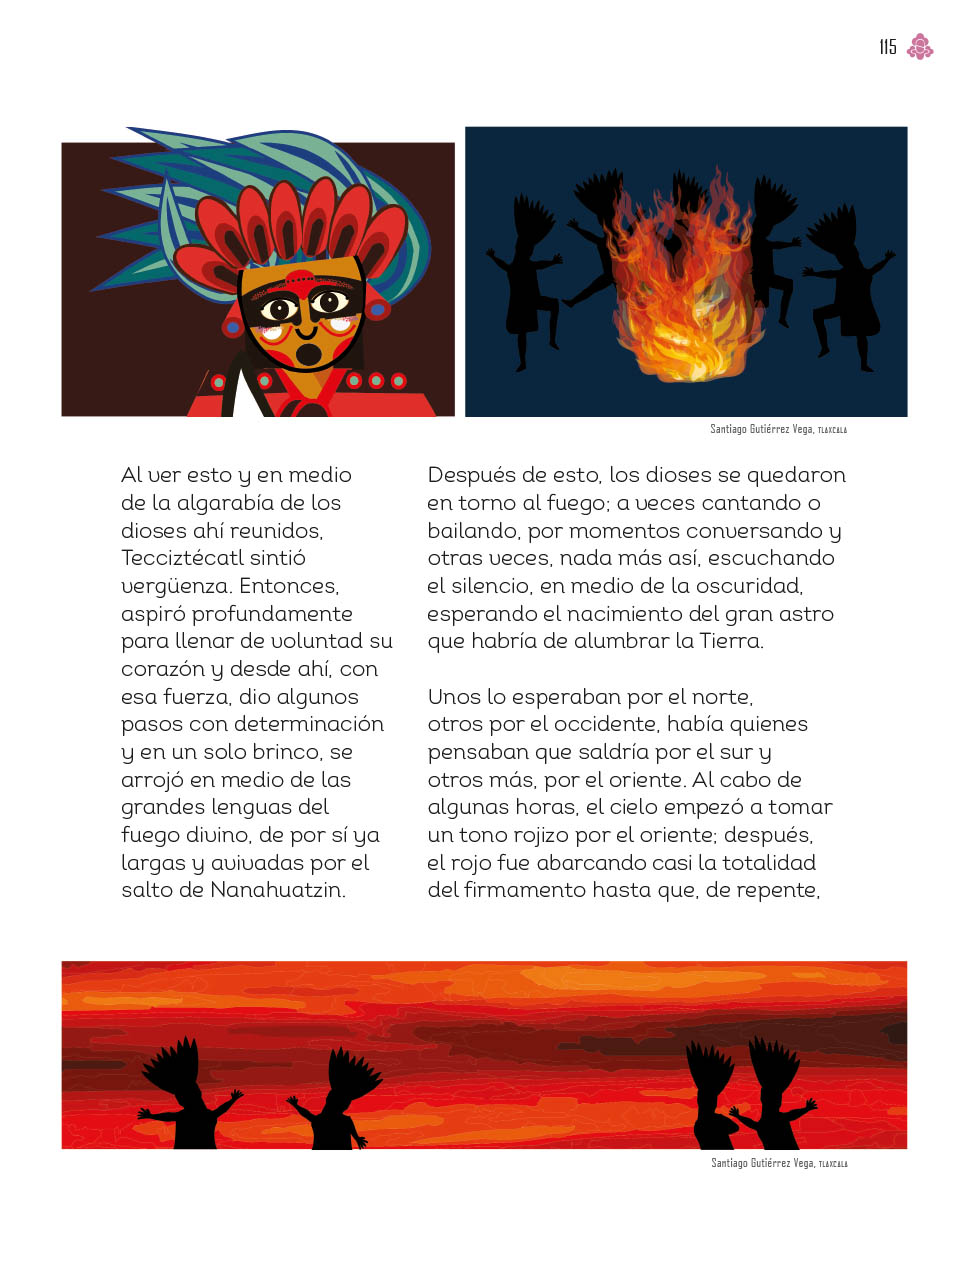 115
Santiago Gutiérrez Vega, TLAXCALA
Al ver esto y en medio
de la algarabía de los
dioses ahí reunidos,
Tecciztécatl sintió
vergüenza. Entonces,
aspiró profundamente
para llenar de voluntad su
corazón y desde ahí, con
esa fuerza, dio algunos
pasos con determinación
y en un solo brinco, se
arrojó en medio de las
grandes lenguas del
fuego divino, de por sí ya
largas y avivadas por el
salto de Nanahuatzin.
Después de esto, los dioses se quedaron
en torno al fuego; a veces cantando o
bailando, por momentos conversando y
otras veces, nada más así, escuchando
el silencio, en medio de la oscuridad,
esperando el nacimiento del gran astro
que habría de alumbrar la Tierra.
Unos lo esperaban por el norte,
otros por el occidente, había quienes
pensaban que saldría por el sur y
otros más, por el oriente. Al cabo de
algunas horas, el cielo empezó a tomar
un tono rojizo por el oriente; después,
el rojo fue abarcando casi la totalidad
del firmamento hasta que, de repente,
Santiago Gutiérrez Vega, TLAXCALA